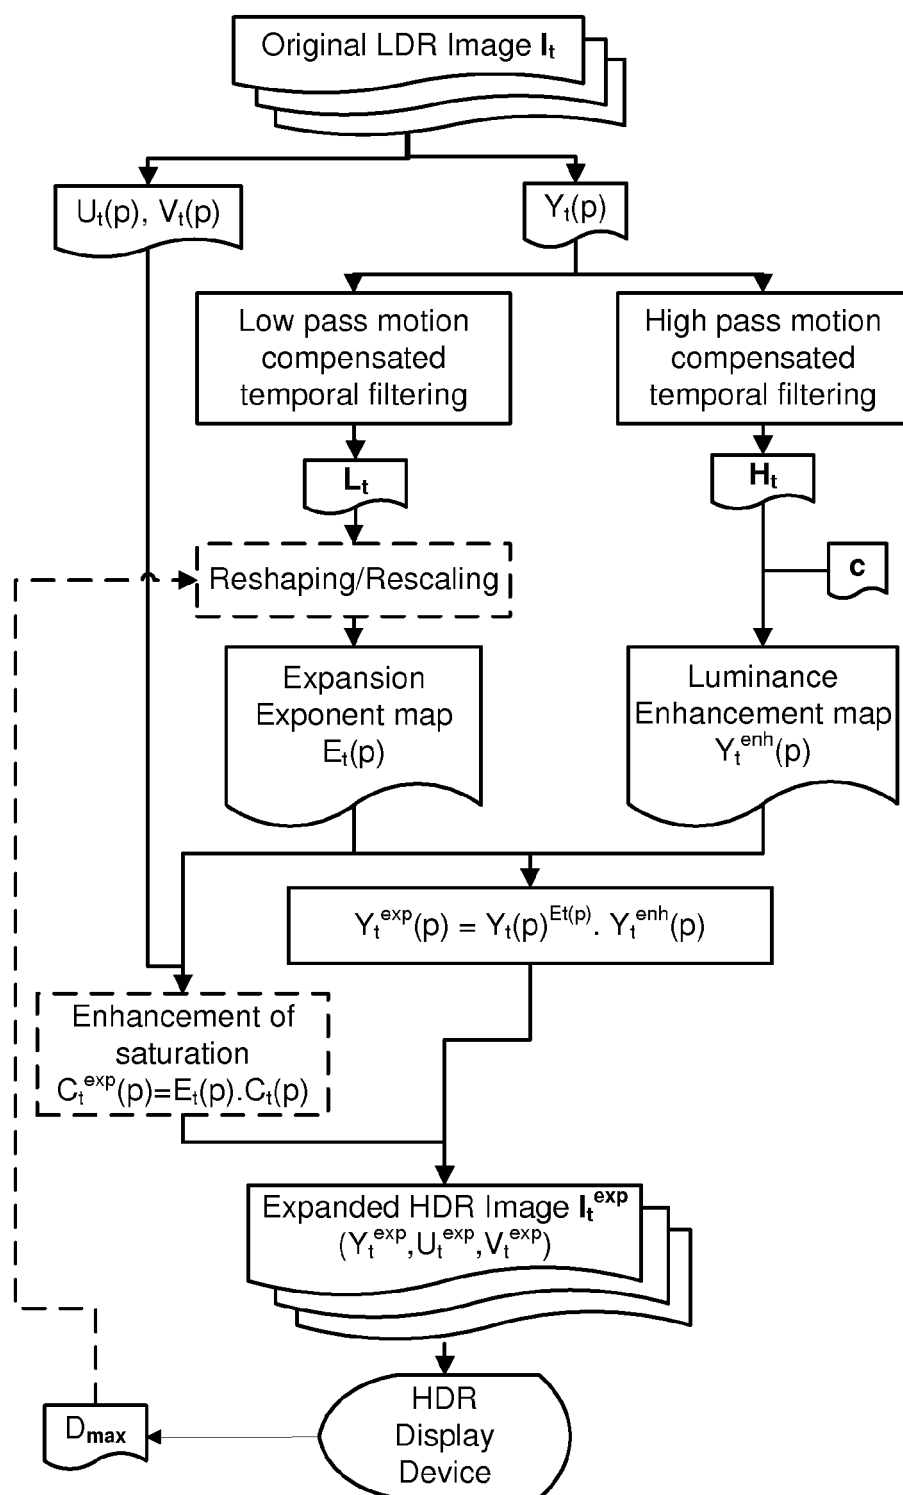 Original LDR Image Iₜ
Uₜ(p), Vₜ(p)
Yₜ(p)
Low pass motion
compensated
temporal filtering
High pass motion
compensated
temporal filtering
Lₜ
Hₜ
Reshaping/Rescaling
c
Expansion
Exponent map
Eₜ(p)
Luminance
Enhancement map
Yₜᵉⁿʰ(p)
Yₜᵉˣᵖ(p) = Yₜ(p)ᴱᵗ⁽ᵖ⁾. Yₜᵉⁿʰ(p)
Enhancement of
saturation
Cₜᵉˣᵖ(p)=Eₜ(p).Cₜ(p)
Expanded HDR Image Iₜᵉˣᵖ
(Yₜᵉˣᵖ,Uₜᵉˣᵖ,Vₜᵉˣᵖ)
HDR
Display
Device
Dₘₐₓ